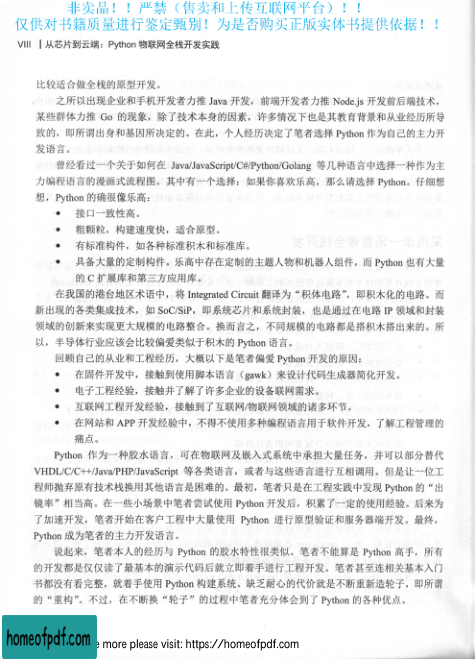 非卖品！！严禁（售卖和上传互联网平台）！！！
仅供对书籍质量进行鉴定甄别！为是否购买正版实体书提供依据！！
VIII | 从芯片到云端：Python 物联网全栈开发实践
比较适合做全栈的原型开发。
之所以出现企业和手机开发者力推 Java 开发，前端开发者力推 Node.js 开发前后端技术，
某些群体力推 Go 的现象，除了技术本身的因素，许多情况下也是其教育背景和从业经历所导
致的，即所谓出身和基因所决定的。在此，个人经历决定了笔者选择 Python 作为自己的主力开
发语言。
曾经看过一个关于如何在 Java/JavaScript/C#/Python/Golang 等几种语言中选择一种作为主
力编程语言的漫画式流程图。其中有一个选择：如果你喜欢乐高，那么请选择 Python。仔细想
想，Python 的确很像乐高：
• 接口一致性高。
• 粗颗粒，构建速度快，适合原型。
• 有标准构件，如各种标准积木和标准库。
• 具备大量的定制构件。乐高中存在定制的主题人物和机器人组件，而 Python 也有大量
的 C 扩展库和第三方应用库。
在我国的港台地区术语中，将 Integrated Circuit 翻译为“积体电路”，即积木化的电路。而
新出现的各类集成技术，如 SoC/SiP，即系统芯片和系统封装，也是通过在电路 IP 领域和封装
领域的创新来实现更大规模的电路整合。换而言之，不同规模的电路都是搭积木搭出来的。所
以，半导体行业应该会比较偏爱类似于积木的 Python 语言。
回顾自己的从业和工程经历，大概以下是笔者偏爱 Python 开发的原因：
• 在固件开发中，接触到使用脚本语言（gawk）来设计代码生成器简化开发。
• 电子工程经验，接触并了解了许多企业的设备联网需求。
• 互联网工程开发经验，接触到了互联网/物联网领域的诸多环节。
• 在网站和 APP 开发经验中，不得不使用多种编程语言用于软件开发，了解工程管理的
痛点。
Python 作为一种胶水语言，可在物联网及嵌入式系统中承担大量任务，并可以部分替代
VHDL/C/C++/Java/PHP/JavaScript 等各类语言，或者与这些语言进行互相调用。但是让一位工
程师抛弃原有技术栈换用其他语言是困难的。最初，笔者只是在工程实践中发现 Python 的“出
镜率”相当高。在一些小场景中笔者尝试使用 Python 开发后，积累了一定的使用经验。后来为
了加速开发，笔者开始在客户工程中大量使用 Python 进行原型验证和服务器端开发。最终，
Python 成为笔者的主力开发语言。
说起来，笔者本人的经历与 Python 的胶水特性很类似。笔者不能算是 Python 高手，所有
的开发都是仅仅读了最基本的演示代码后就立即着手进行工程开发。笔者甚至连相关基本入门
书都没有看完整，就着手使用 Python 构建系统，缺乏耐心的代价就是不断重新造轮子，即所谓
的“重构”。不过，在不断换“轮子”的过程中笔者充分体会到了 Python 的各种优点。
homeofpdf.com
e more please visit: https://homeofpdf.com